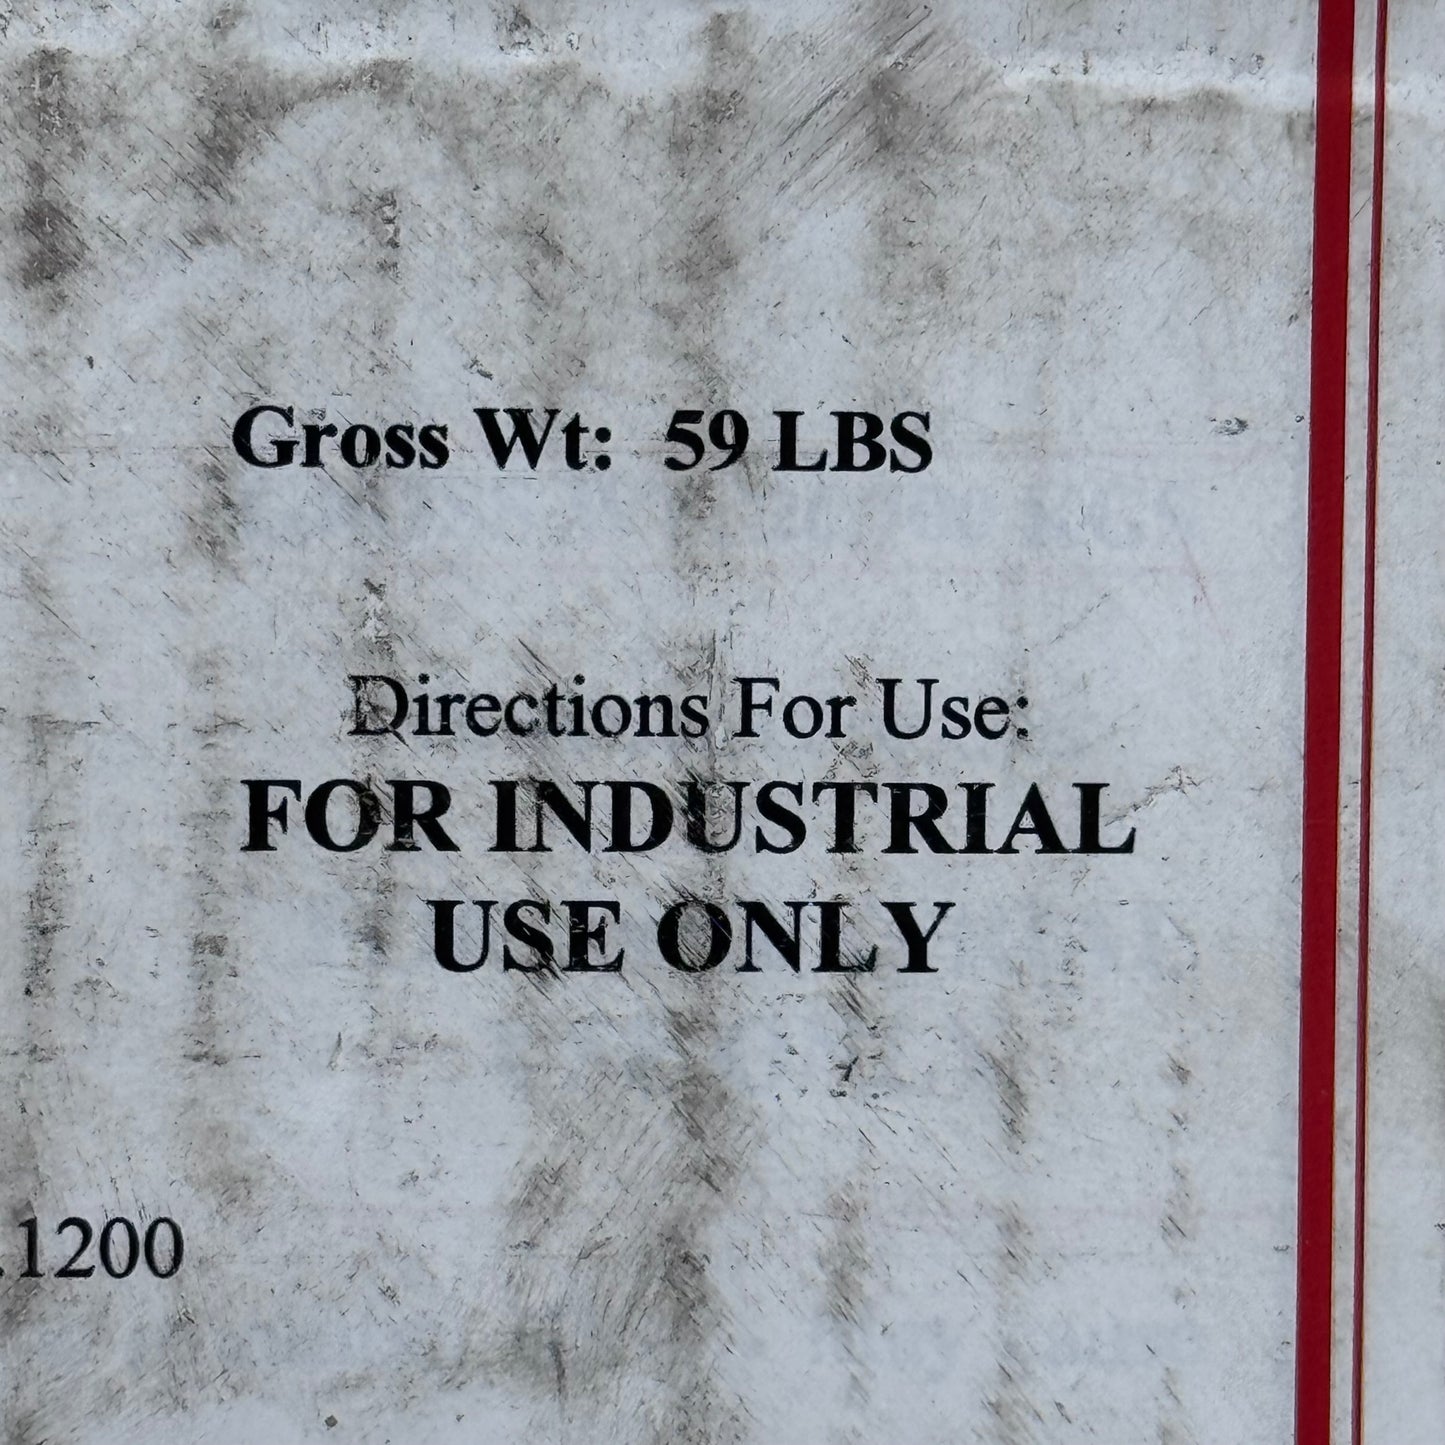 Gross Wt: 59 LBS
Directions For Use:
FOR INDUSTRIAL
USE ONLY
.1200